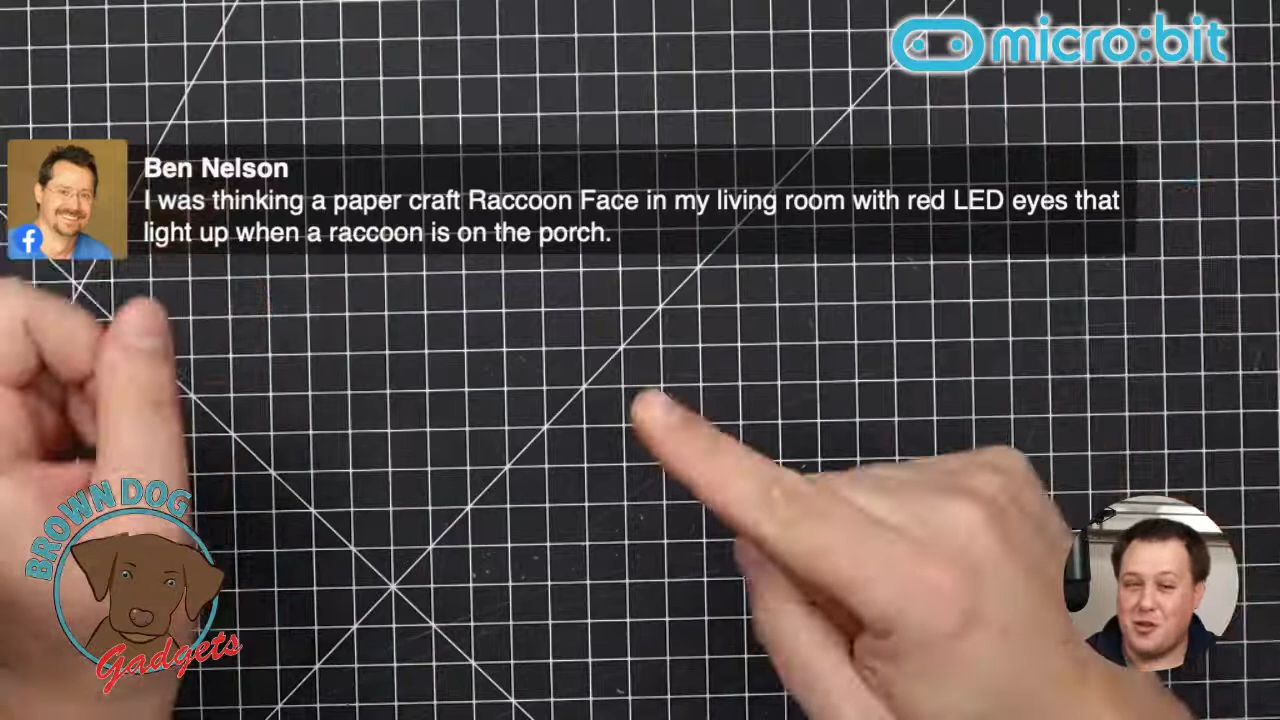 micro:bit
Ben Nelson
I was thinking a paper craft Raccoon Face in my living room with red LED eyes that
light up when a raccoon is on the porch.
BROWN DOG
Gadgets